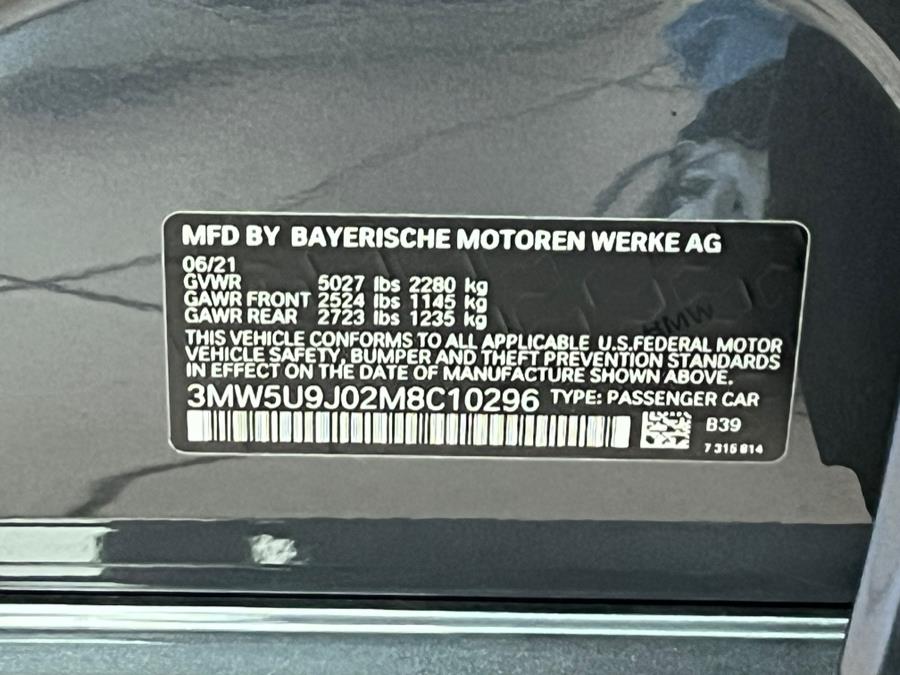 MFD BY BAYERISCHE MOTOREN WERKE AG
06/21
GVWR 5027 lbs 2280 kg
GAWR FRONT 2524 lbs 1145 kg
GAWR REAR 2723 lbs 1235 kg
THIS VEHICLE CONFORMS TO ALL APPLICABLE U.S.FEDERAL MOTOR
VEHICLE SAFETY, BUMPER AND THEFT PREVENTION STANDARDS
IN EFFECT ON THE DATE OF MANUFACTURE SHOWN ABOVE.
3MW5U9J02M8C10296 TYPE: PASSENGER CAR
B39
7 315 814
BMW